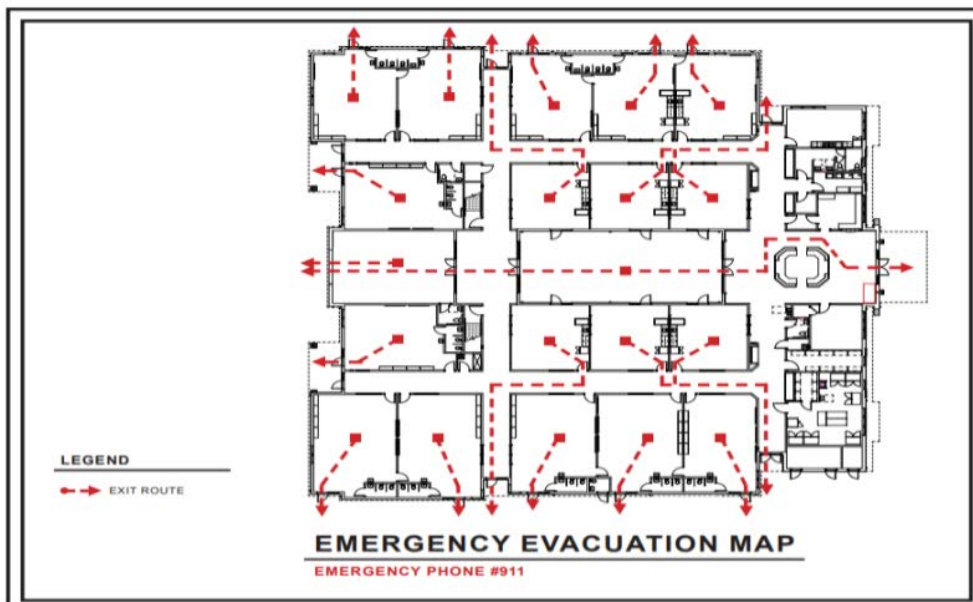 LEGEND
EXIT ROUTE
EMERGENCY EVACUATION MAP
EMERGENCY PHONE #911